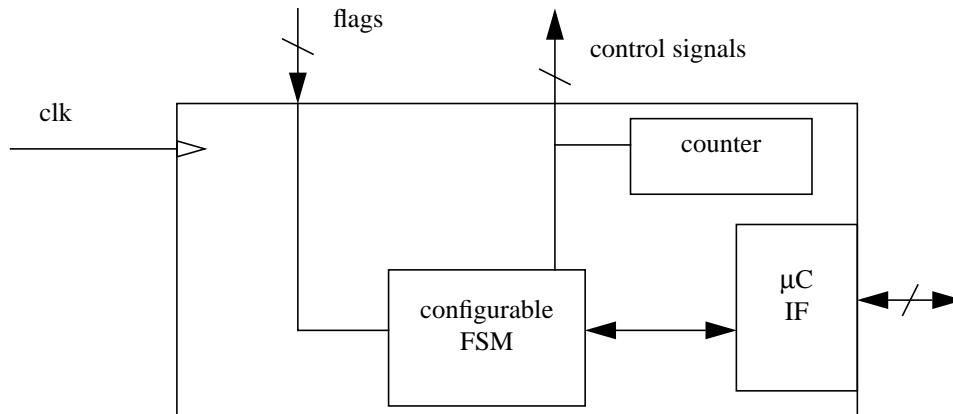 flags
control signals
clk
counter
configurable
FSM
µC
IF